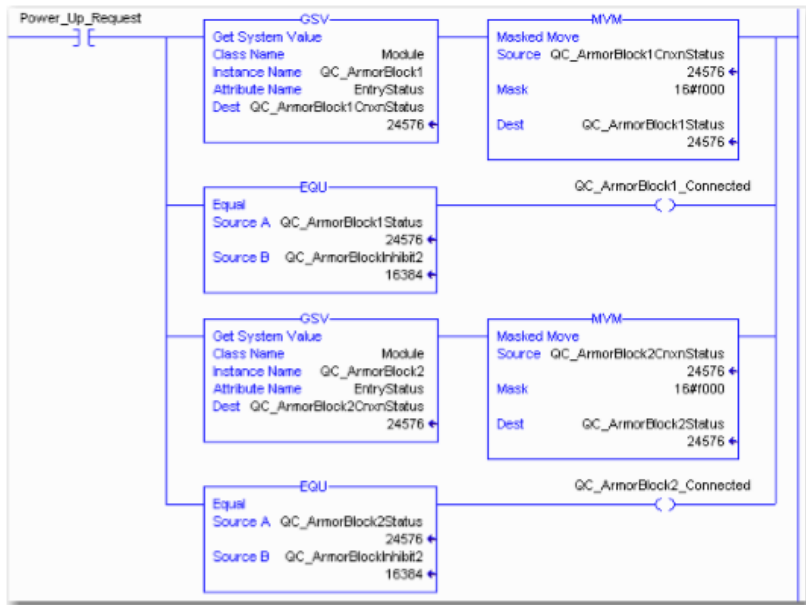 Power_Up_Request
GSV
Get System Value
Class Name Module
Instance Name QC_ArmorBlock1
Attribute Name EntryStatus
Dest QC_ArmorBlock1CnxnStatus
24576
MVM
Masked Move
Source QC_ArmorBlock1CnxnStatus
24576
Mask 16#f000
Dest QC_ArmorBlock1Status
24576
EQU
Equal
Source A QC_ArmorBlock1Status
24576
Source B QC_ArmorBlockInhibit2
16384
QC_ArmorBlock1_Connected
GSV
Get System Value
Class Name Module
Instance Name QC_ArmorBlock2
Attribute Name EntryStatus
Dest QC_ArmorBlock2CnxnStatus
24576
MVM
Masked Move
Source QC_ArmorBlock2CnxnStatus
24576
Mask 16#f000
Dest QC_ArmorBlock2Status
24576
EQU
Equal
Source A QC_ArmorBlock2Status
24576
Source B QC_ArmorBlockInhibit2
16384
QC_ArmorBlock2_Connected